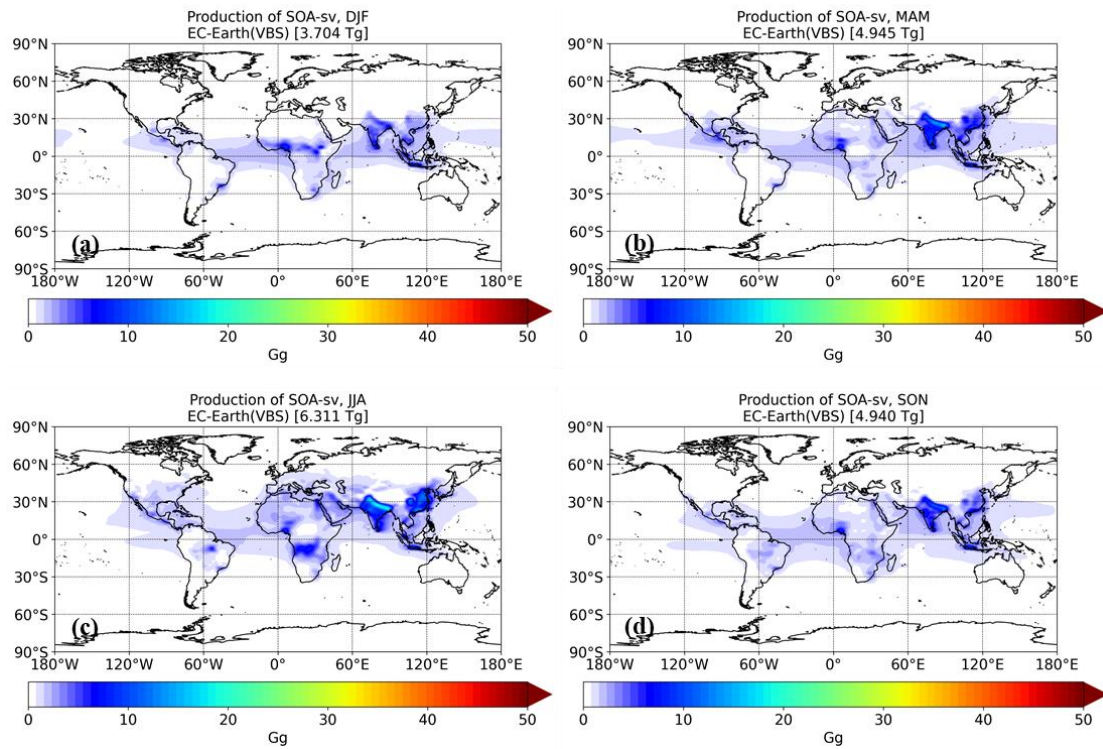 Production of SOA-sv, DJF
EC-Earth(VBS) [3.704 Tg]
90°N
60°N
30°N
0°
30°S
60°S
90°S
(a)
180°W 120°W 60°W 0° 60°E 120°E 180°E
0 10 20 30 40 50
Gg
Production of SOA-sv, MAM
EC-Earth(VBS) [4.945 Tg]
90°N
60°N
30°N
0°
30°S
60°S
90°S
(b)
180°W 120°W 60°W 0° 60°E 120°E 180°E
0 10 20 30 40 50
Gg
Production of SOA-sv, JJA
EC-Earth(VBS) [6.311 Tg]
90°N
60°N
30°N
0°
30°S
60°S
90°S
(c)
180°W 120°W 60°W 0° 60°E 120°E 180°E
0 10 20 30 40 50
Gg
Production of SOA-sv, SON
EC-Earth(VBS) [4.940 Tg]
90°N
60°N
30°N
0°
30°S
60°S
90°S
(d)
180°W 120°W 60°W 0° 60°E 120°E 180°E
0 10 20 30 40 50
Gg